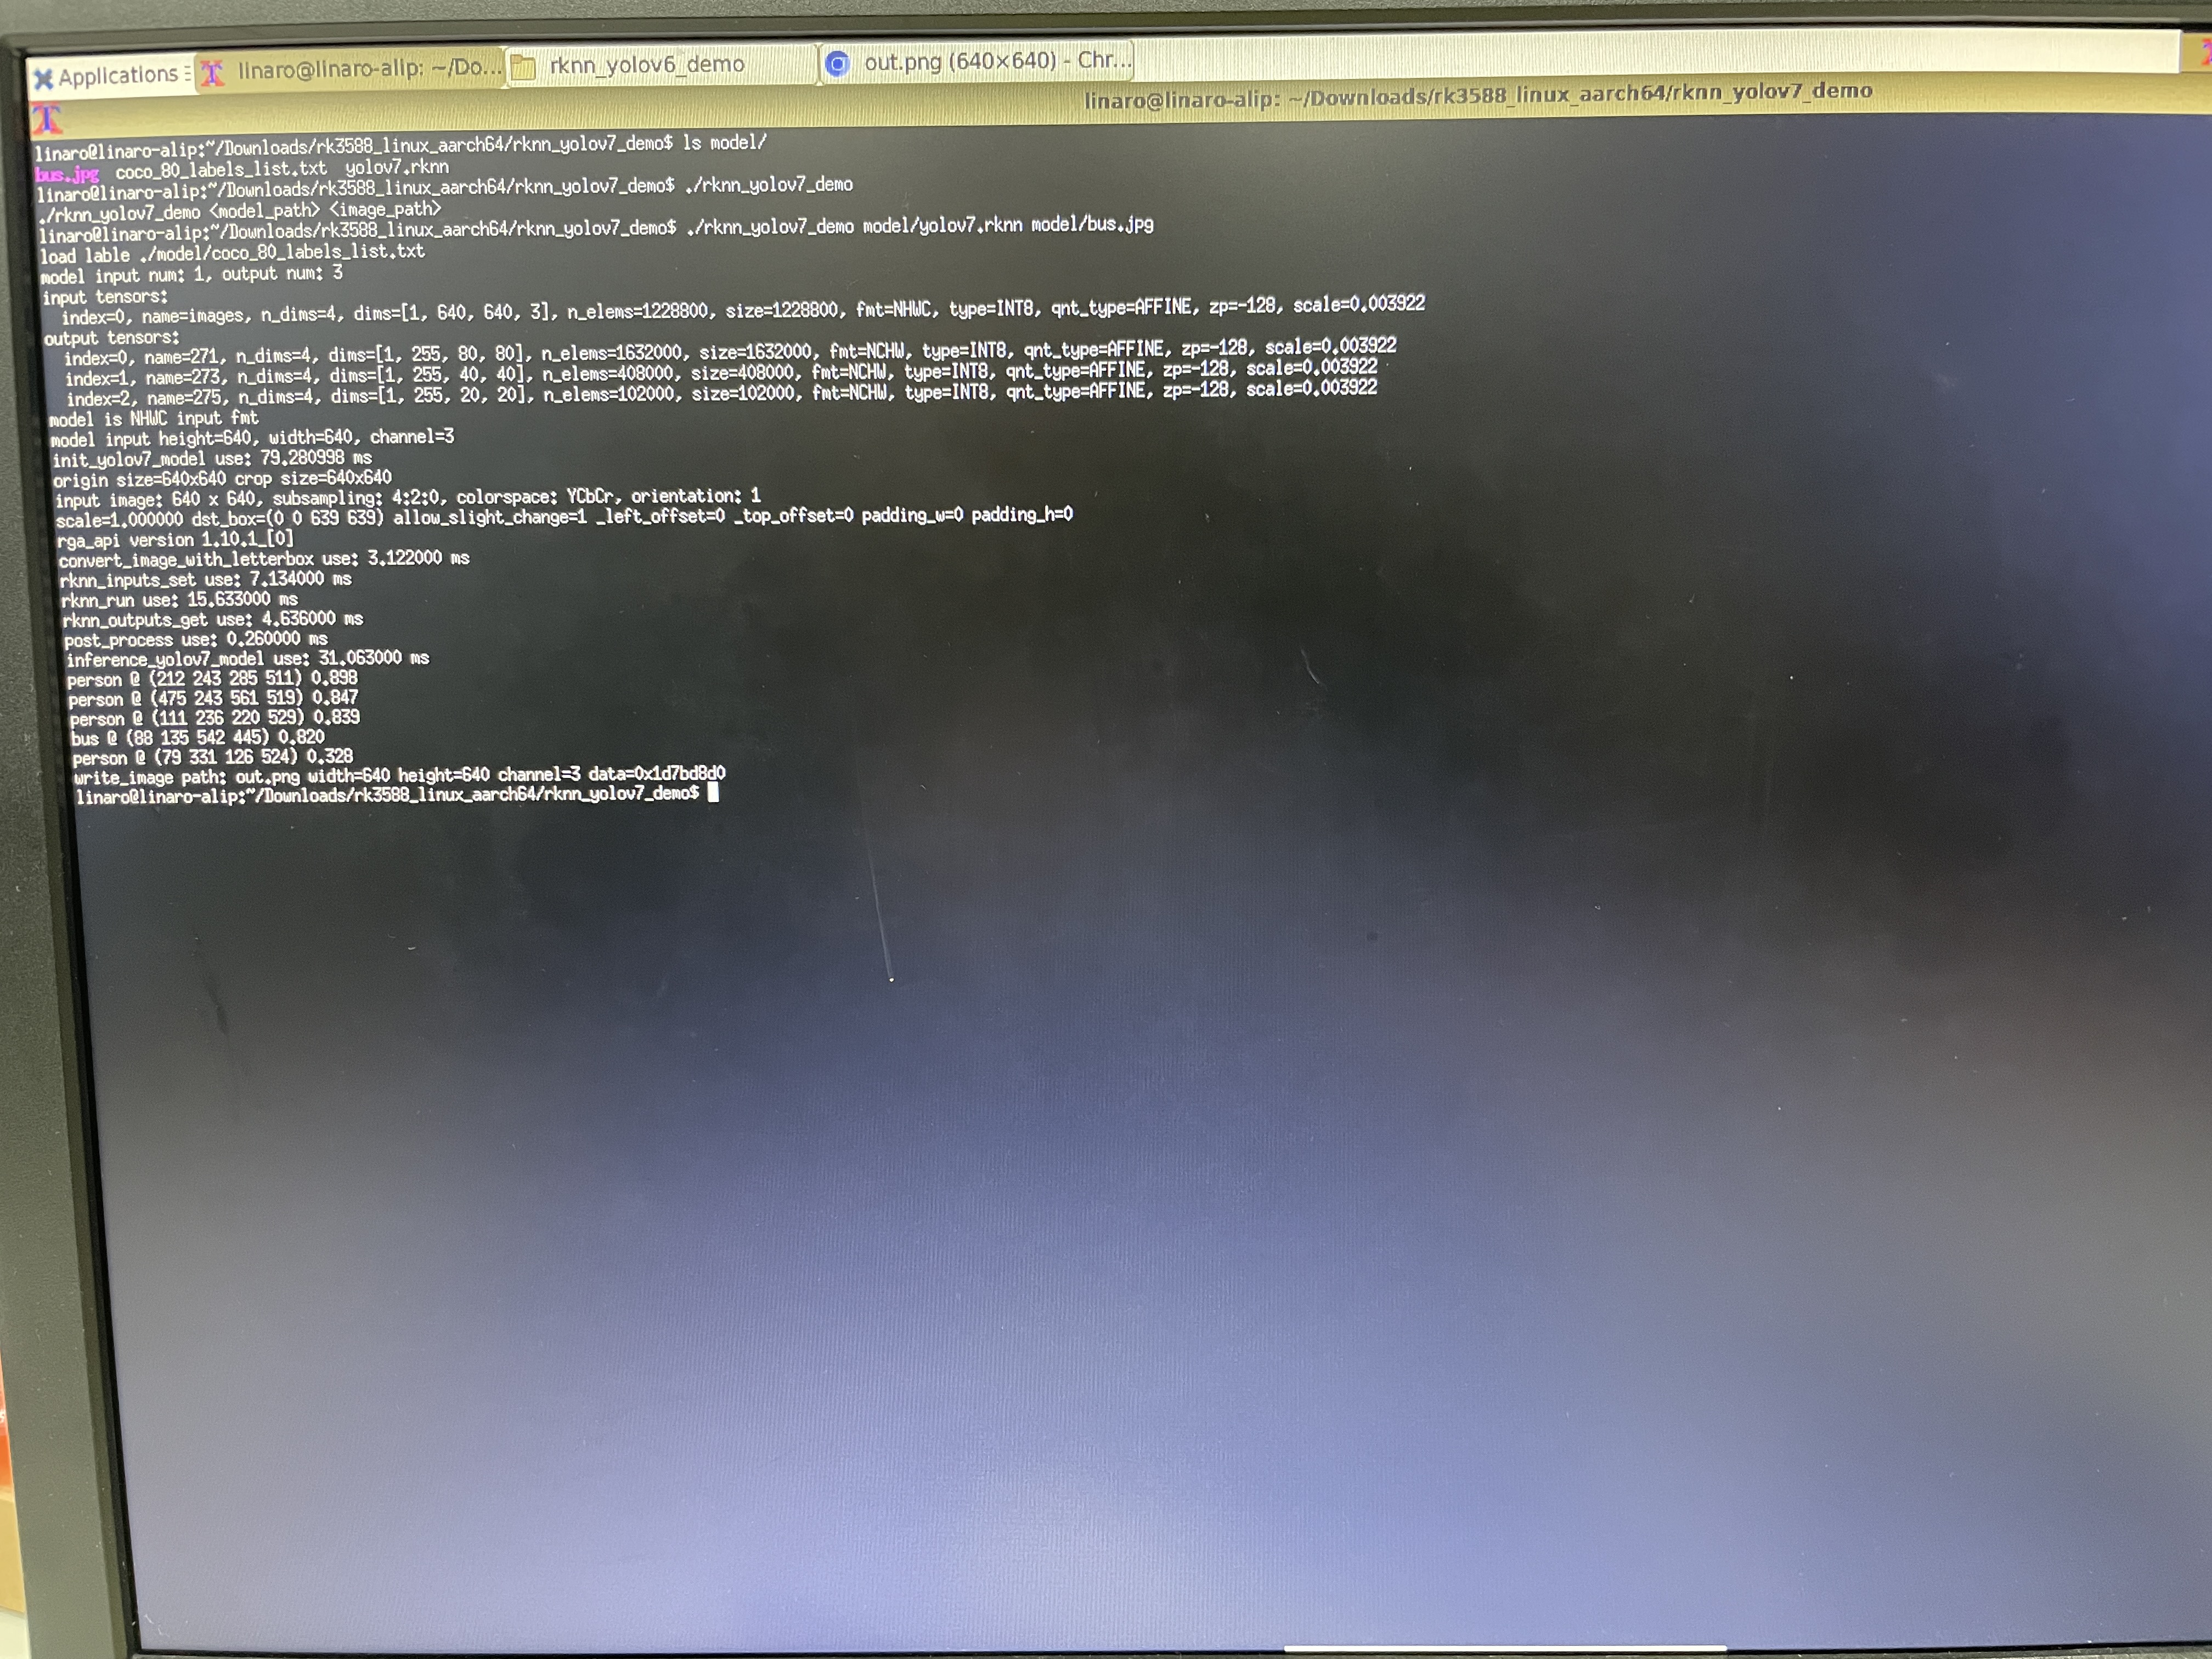 Applications
linaro@linaro-alip: ~/Do...
rknn_yolov6_demo
out.png (640×640) - Chr...
linaro@linaro-alip: ~/Downloads/rk3588_linux_aarch64/rknn_yolov7_demo
linaro@linaro-alip:~/Downloads/rk3588_linux_aarch64/rknn_yolov7_demo$ ls model/
bus.jpg  coco_80_labels_list.txt  yolov7.rknn
linaro@linaro-alip:~/Downloads/rk3588_linux_aarch64/rknn_yolov7_demo$ ./rknn_yolov7_demo
./rknn_yolov7_demo <model_path> <image_path>
linaro@linaro-alip:~/Downloads/rk3588_linux_aarch64/rknn_yolov7_demo$ ./rknn_yolov7_demo model/yolov7.rknn model/bus.jpg
load lable ./model/coco_80_labels_list.txt
model input num: 1, output num: 3
input tensors:
index=0, name=images, n_dims=4, dims=[1, 640, 640, 3], n_elems=1228800, size=1228800, fmt=NHWC, type=INT8, qnt_type=AFFINE, zp=-128, scale=0.003922
output tensors:
index=0, name=271, n_dims=4, dims=[1, 255, 80, 80], n_elems=1632000, size=1632000, fmt=NCHW, type=INT8, qnt_type=AFFINE, zp=-128, scale=0.003922
index=1, name=273, n_dims=4, dims=[1, 255, 40, 40], n_elems=408000, size=408000, fmt=NCHW, type=INT8, qnt_type=AFFINE, zp=-128, scale=0.003922
index=2, name=275, n_dims=4, dims=[1, 255, 20, 20], n_elems=102000, size=102000, fmt=NCHW, type=INT8, qnt_type=AFFINE, zp=-128, scale=0.003922
model is NHWC input fmt
model input height=640, width=640, channel=3
init_yolov7_model use: 79.280998 ms
origin size=640x640 crop size=640x640
input image: 640 x 640, subsampling: 4:2:0, colorspace: YCbCr, orientation: 1
scale=1.000000 dst_box=(0 0 639 639) allow_slight_change=1 _left_offset=0 _top_offset=0 padding_w=0 padding_h=0
rga_api version 1.10.1_[0]
convert_image_with_letterbox use: 3.122000 ms
rknn_inputs_set use: 7.134000 ms
rknn_run use: 15.633000 ms
rknn_outputs_get use: 4.636000 ms
post_process use: 0.260000 ms
inference_yolov7_model use: 31.063000 ms
person @ (212 243 285 511) 0.898
person @ (475 243 561 519) 0.847
person @ (111 236 220 529) 0.839
bus @ (88 135 542 445) 0.820
person @ (79 331 126 524) 0.328
write_image path: out.png width=640 height=640 channel=3 data=0x1d7bd8d0
linaro@linaro-alip:~/Downloads/rk3588_linux_aarch64/rknn_yolov7_demo$